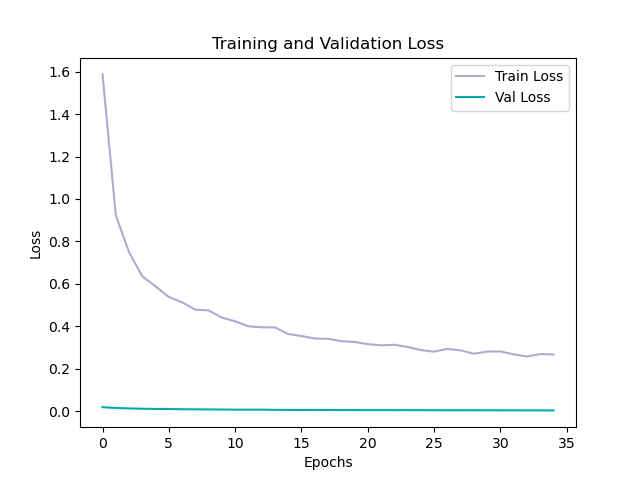 Training and Validation Loss
Train Loss
Val Loss
Loss
1.6
1.4
1.2
1.0
0.8
0.6
0.4
0.2
0.0
0 5 10 15 20 25 30 35
Epochs